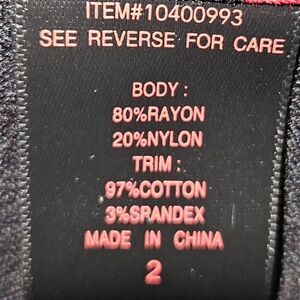 ITEM#10400993
SEE REVERSE FOR CARE
BODY :
80%RAYON
20%NYLON
TRIM :
97%COTTON
3%SPANDEX
MADE IN CHINA
2